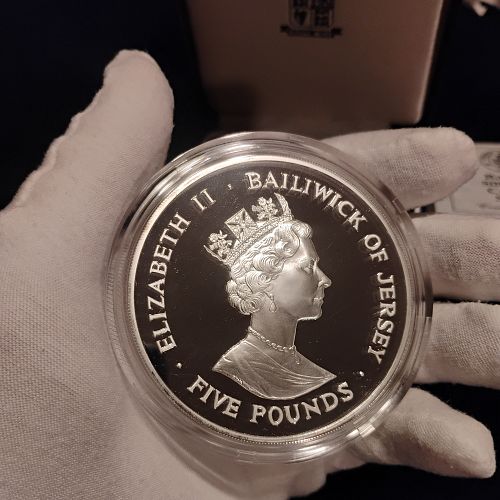 ELIZABETH II · BAILIWICK OF JERSEY
· FIVE POUNDS ·